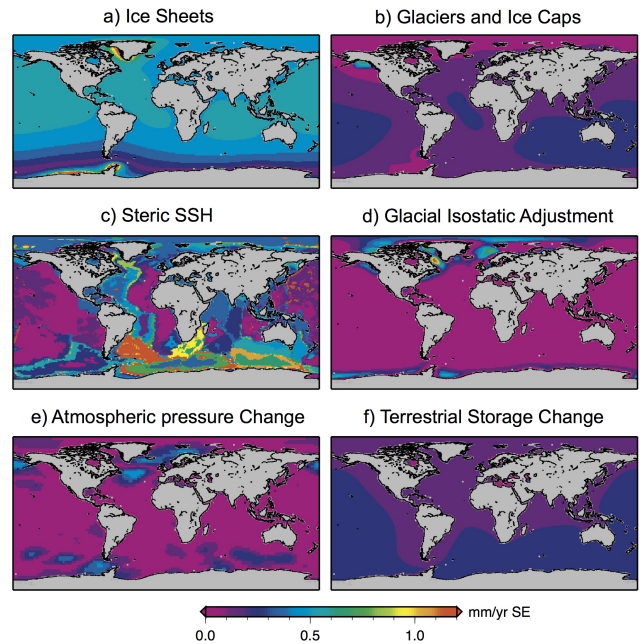 a) Ice Sheets
b) Glaciers and Ice Caps
c) Steric SSH
d) Glacial Isostatic Adjustment
e) Atmospheric pressure Change
f) Terrestrial Storage Change
mm/yr SE
0.0 0.5 1.0